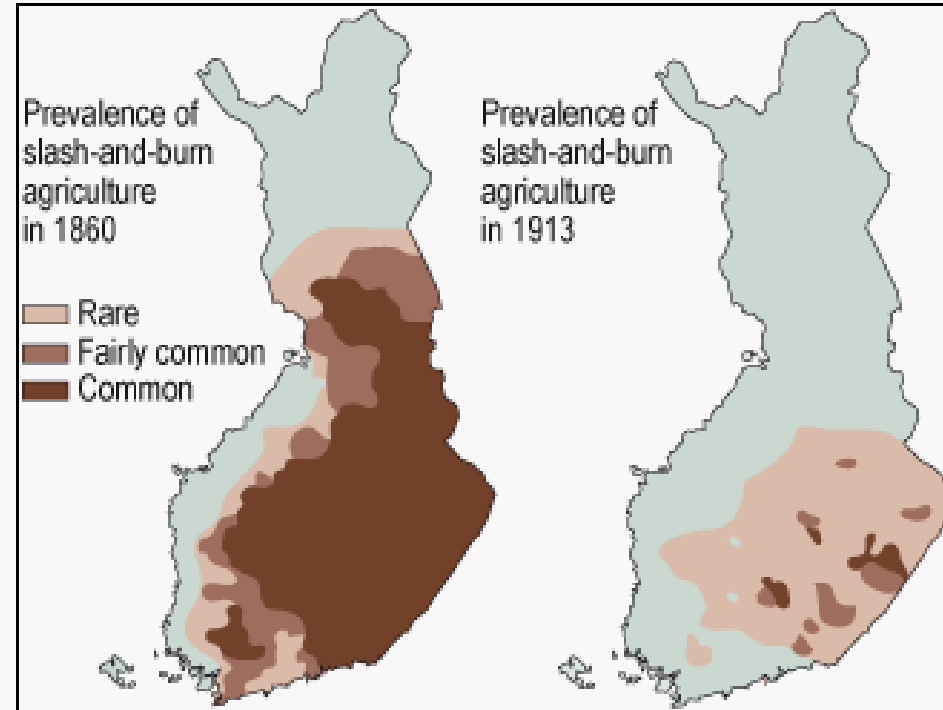 Prevalence of
slash-and-burn
agriculture
in 1860
Rare
Fairly common
Common
Prevalence of
slash-and-burn
agriculture
in 1913